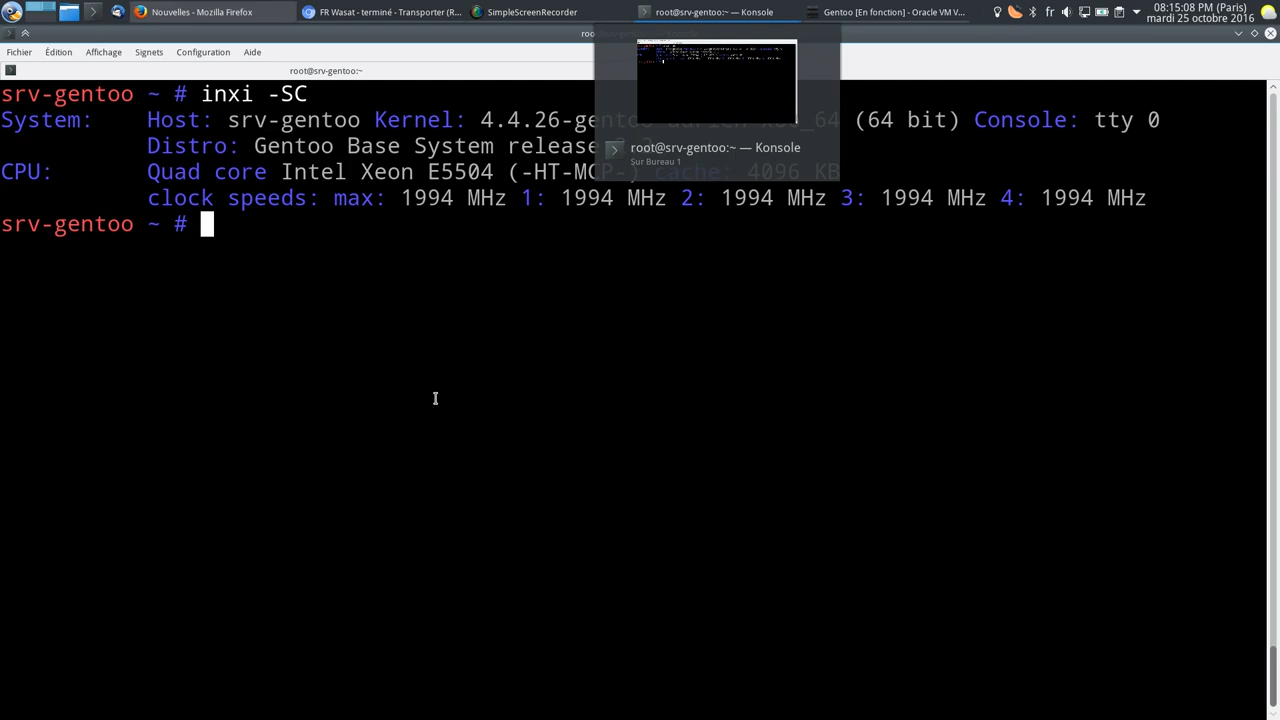 Nouvelles - Mozilla Firefox
FR Wasat - terminé - Transporter (R...
SimpleScreenRecorder
root@srv-gentoo:~ — Konsole
Gentoo [En fonction] - Oracle VM V...
fr
08:15:08 PM (Paris)
mardi 25 octobre 2016
Fichier Édition Affichage Signets Configuration Aide
root@srv-gentoo:~
srv-gentoo ~ # inxi -SC
System: Host: srv-gentoo Kernel: 4.4.26-gentoo (64 bit) Console: tty 0
Distro: Gentoo Base System release
root@srv-gentoo:~ — Konsole
Sur Bureau 1
CPU: Quad core Intel Xeon E5504 (-HT-MCP-) cache: 4096 KB
clock speeds: max: 1994 MHz 1: 1994 MHz 2: 1994 MHz 3: 1994 MHz 4: 1994 MHz
srv-gentoo ~ #